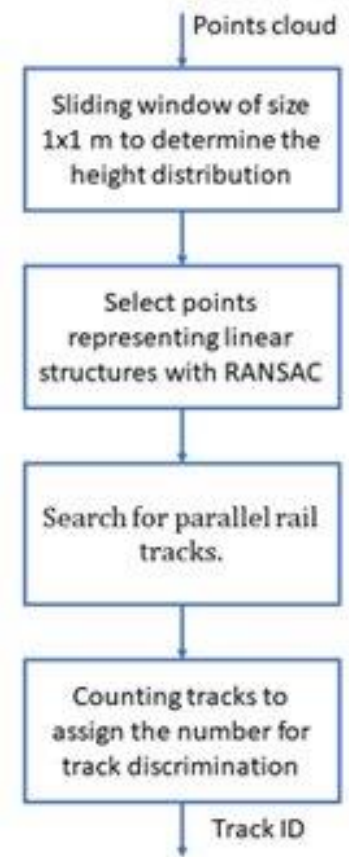 Points cloud
Sliding window of size
1x1 m to determine the
height distribution
Select points
representing linear
structures with RANSAC
Search for parallel rail
tracks.
Counting tracks to
assign the number for
track discrimination
Track ID